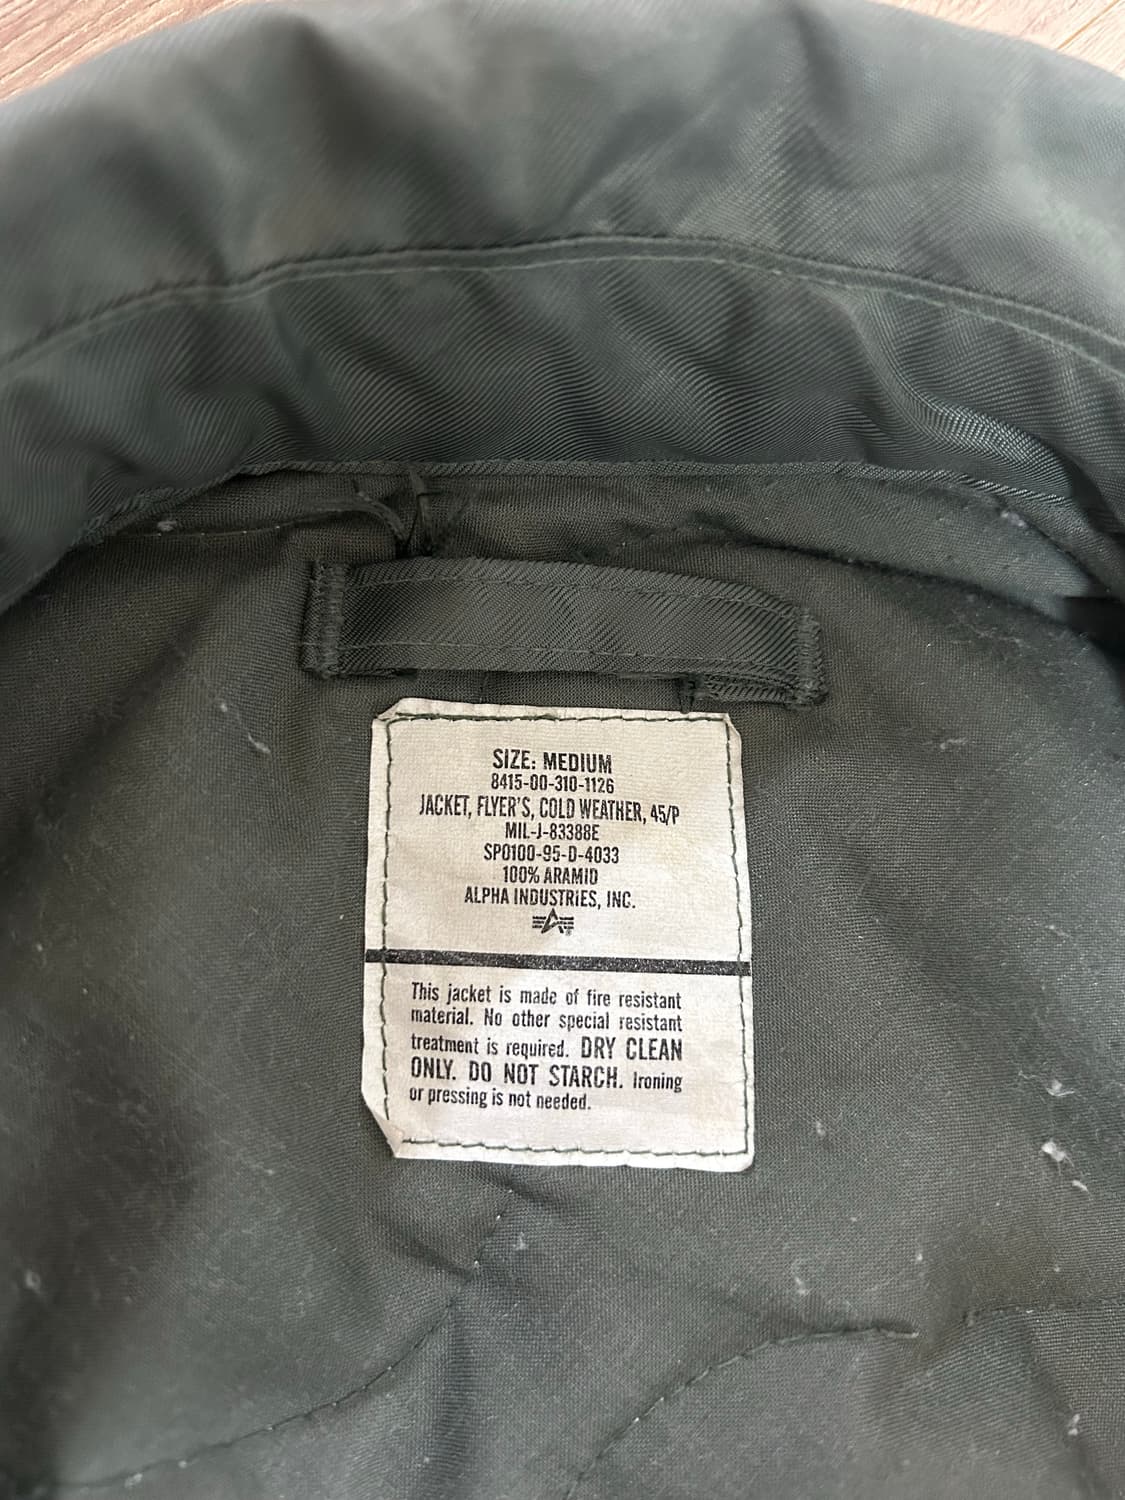 SIZE: MEDIUM
8415-00-310-1126
JACKET, FLYER'S, COLD WEATHER, 45/P
MIL-J-83388E
SPO100-95-D-4033
100% ARAMID
ALPHA INDUSTRIES, INC.
This jacket is made of fire resistant
material. No other special resistant
treatment is required. DRY CLEAN
ONLY. DO NOT STARCH. Ironing
or pressing is not needed.